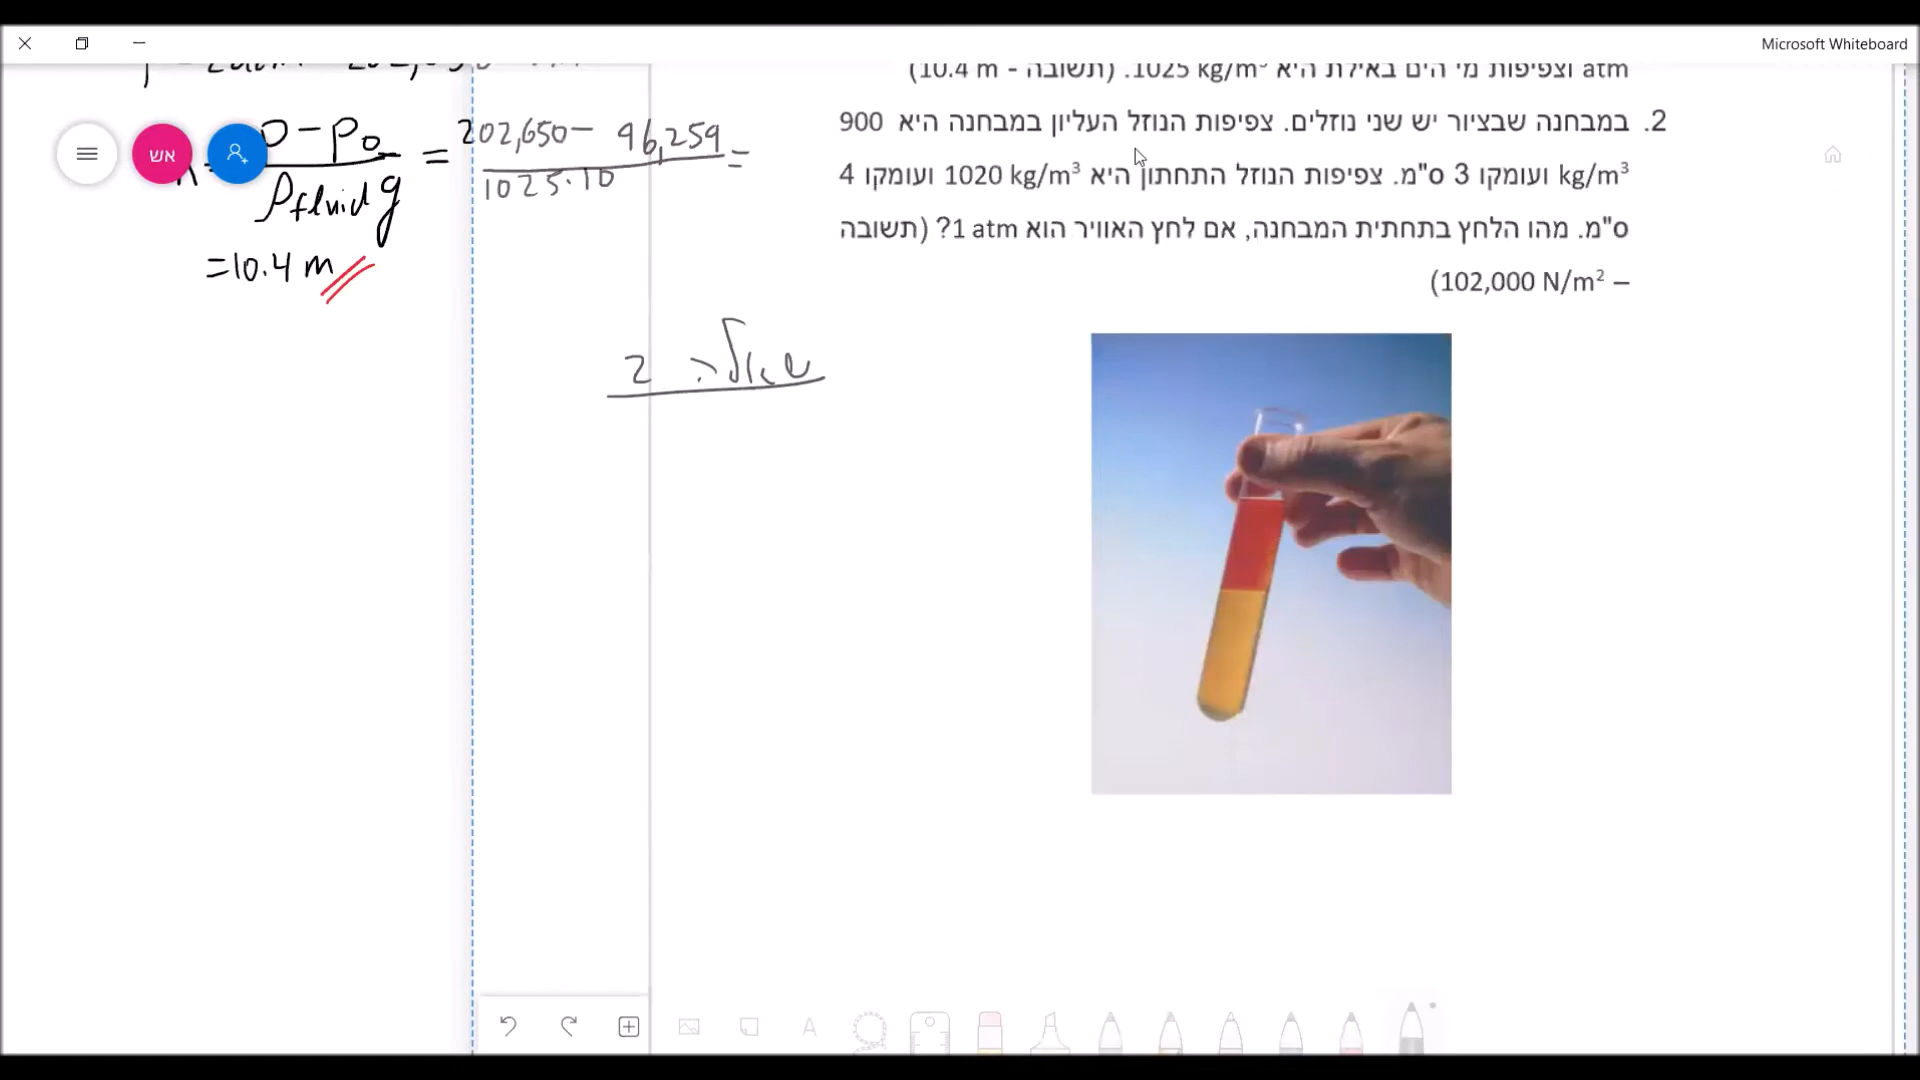 Microsoft Whiteboard
atm וצפיפות מי הים באילת היא 1025 kg/m³. (תשובה - 10.4 m)
2. במבחנה שבציור יש שני נוזלים. צפיפות הנוזל העליון במבחנה היא 900
kg/m³ ועומקו 3 ס"מ. צפיפות הנוזל התחתון היא 1020 kg/m³ ועומקו 4
ס"מ. מהו הלחץ בתחתית המבחנה, אם לחץ האוויר הוא 1 atm? (תשובה
– 102,000 N/m²)
אש
p - p₀ / ρfluid g = 202,650 - 96,259 / 1025.10 =
=10.4 m
שאלה 2